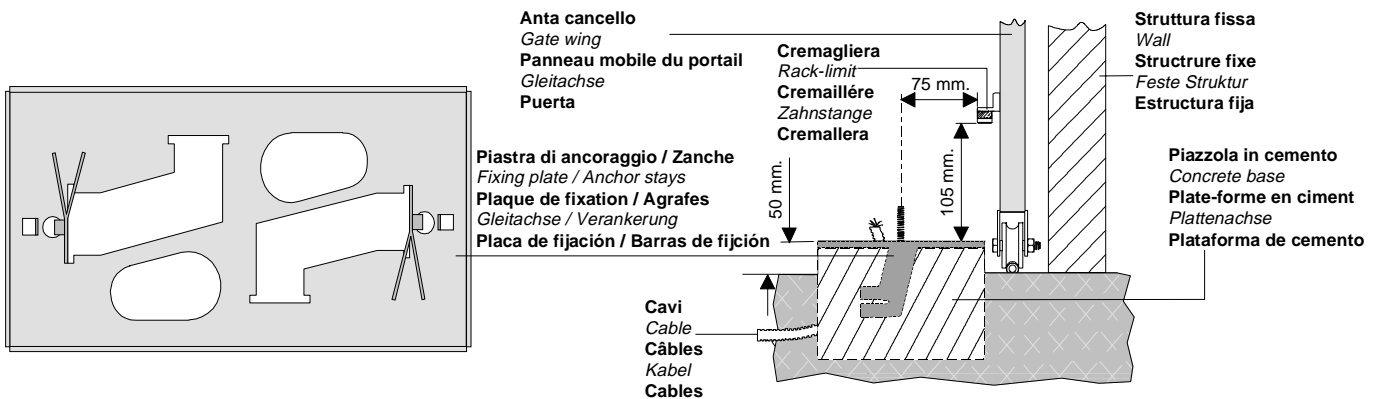 Anta cancello
Gate wing
Panneau mobile du portail
Gleitachse
Puerta
Cremagliera
Rack-limit
Cremaillére
Zahnstange
Cremallera
75 mm.
Struttura fissa
Wall
Structrure fixe
Feste Struktur
Estructura fija
Piastra di ancoraggio / Zanche
Fixing plate / Anchor stays
Plaque de fixation / Agrafes
Gleitachse / Verankerung
Placa de fijación / Barras de fijción
50 mm.
105 mm.
Piazzola in cemento
Concrete base
Plate-forme en ciment
Plattenachse
Plataforma de cemento
Cavi
Cable
Câbles
Kabel
Cables